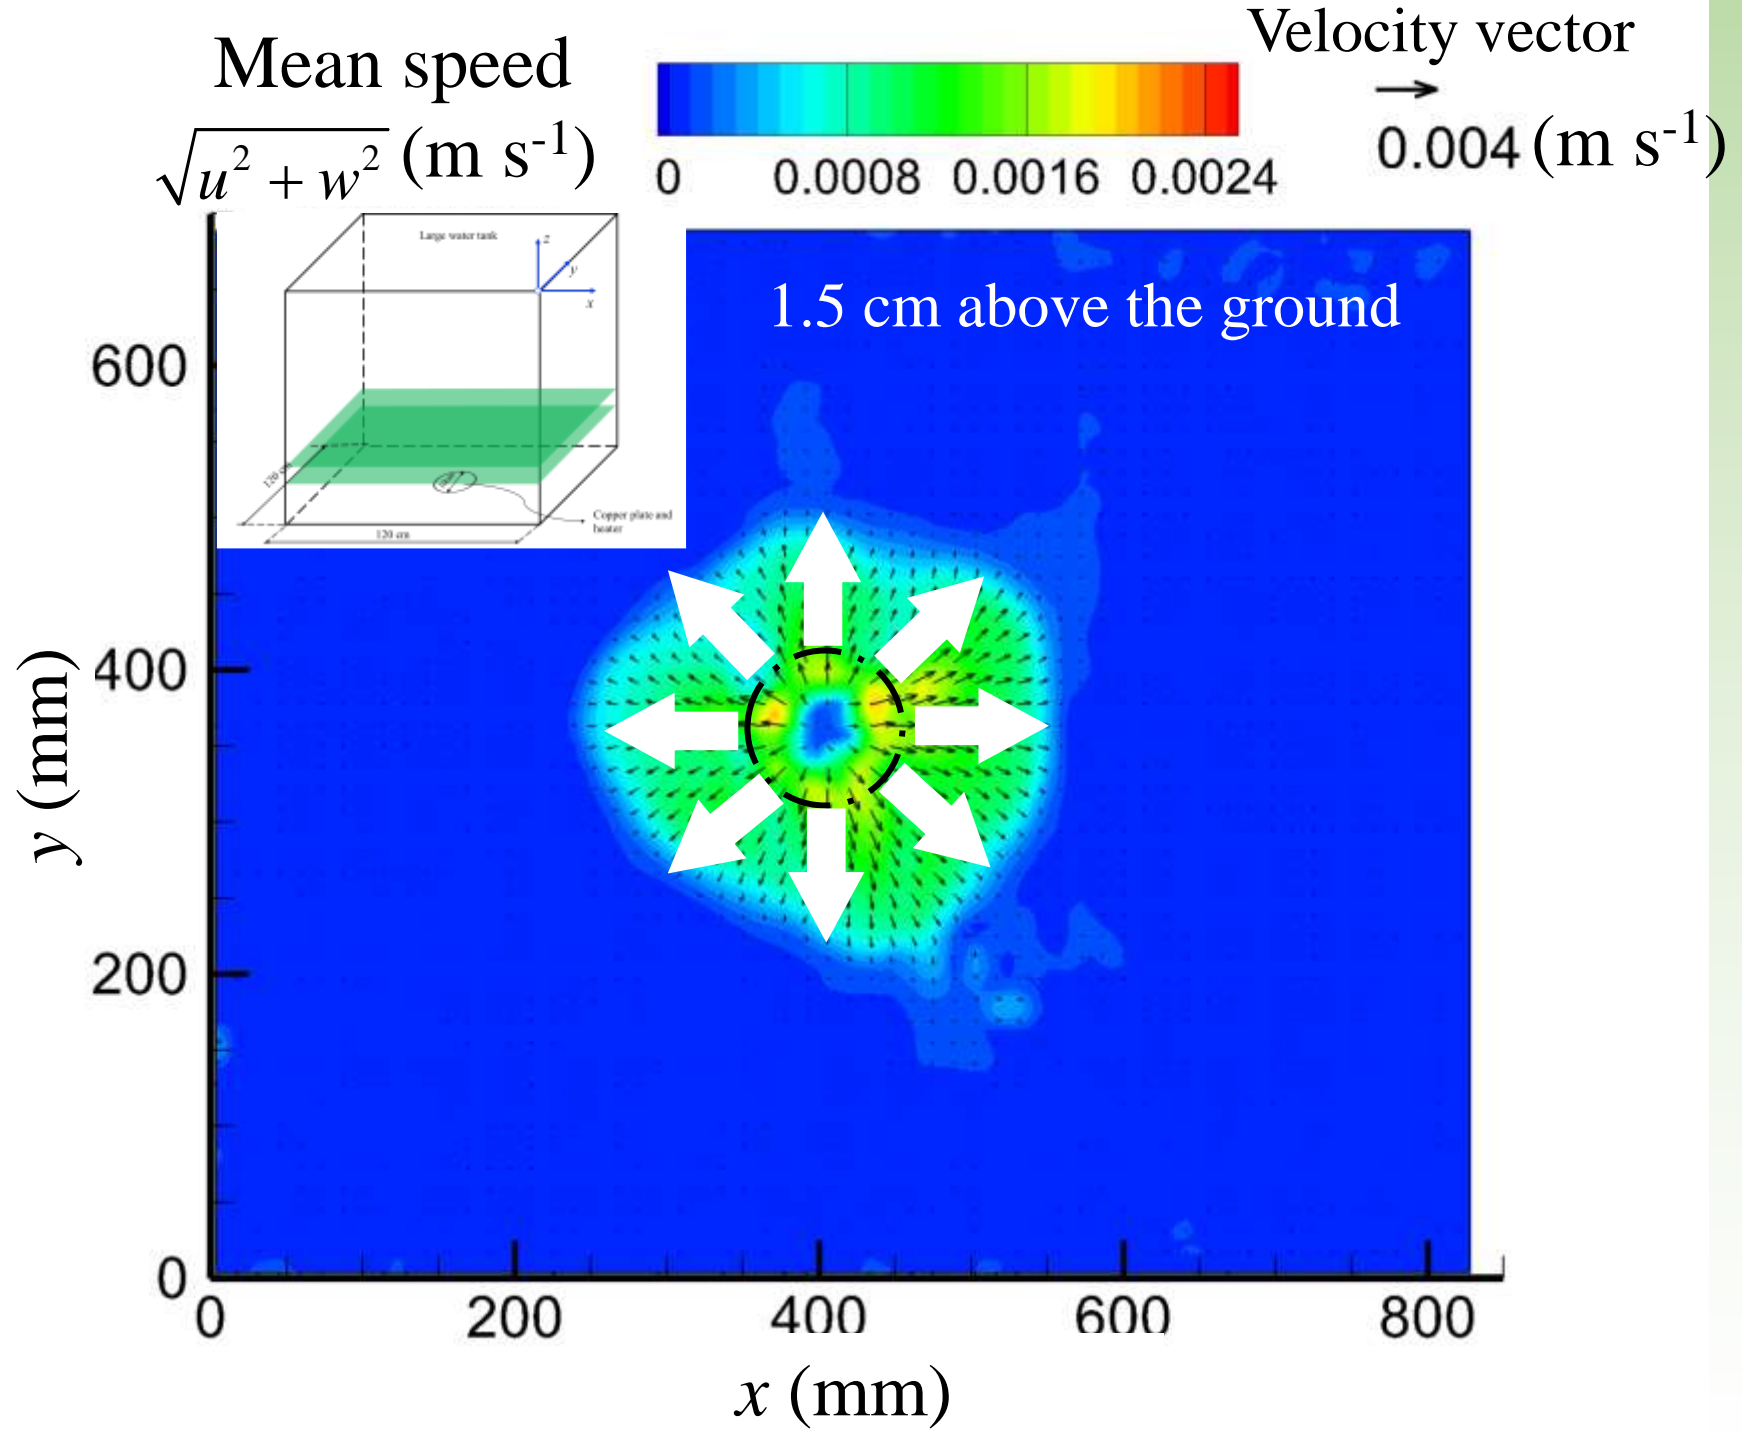 Mean speed
√u² + w² (m s⁻¹)
0 0.0008 0.0016 0.0024
Velocity vector
0.004 (m s⁻¹)
Large water tank
z
y
x
120 cm
120 cm
Copper plate and
heater
1.5 cm above the ground
y (mm)
600
400
200
0
0 200 400 600 800
x (mm)